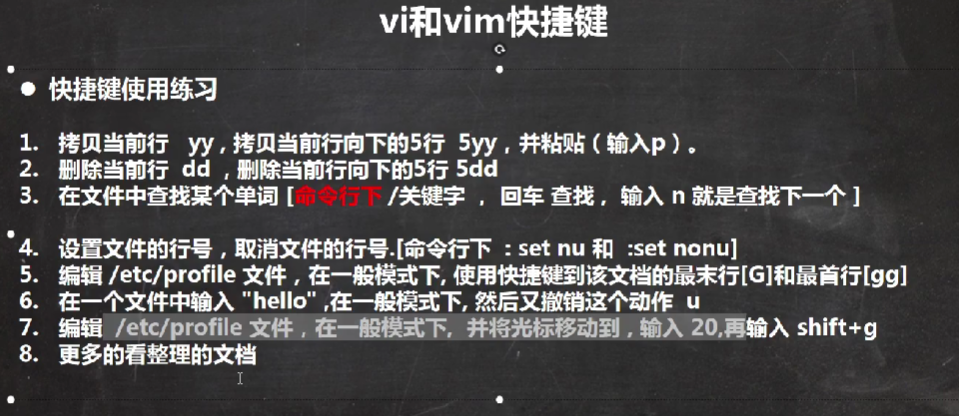 vi和vim快捷键
● 快捷键使用练习
1. 拷贝当前行 yy , 拷贝当前行向下的5行 5yy，并粘贴（输入p）。
2. 删除当前行 dd , 删除当前行向下的5行 5dd
3. 在文件中查找某个单词 [命令行下 /关键字 ， 回车 查找 , 输入 n 就是查找下一个 ]
4. 设置文件的行号，取消文件的行号.[命令行下 : set nu 和 :set nonu]
5. 编辑 /etc/profile 文件，在一般模式下, 使用快捷键到该文档的最末行[G]和最首行[gg]
6. 在一个文件中输入 "hello" ,在一般模式下, 然后又撤销这个动作 u
7. 编辑 /etc/profile 文件，在一般模式下, 并将光标移动到 , 输入 20,再输入 shift+g
8. 更多的看整理的文档